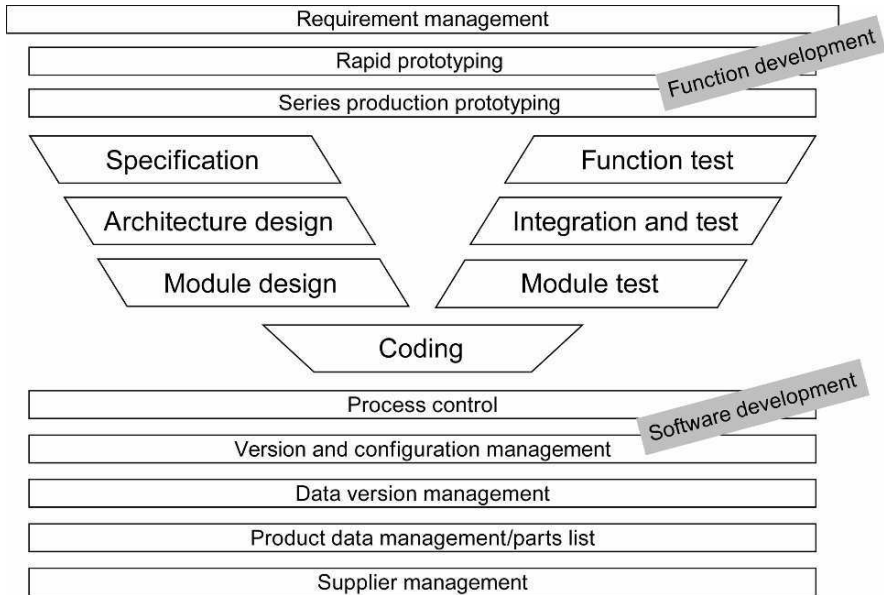 Requirement management
Rapid prototyping
Function development
Series production prototyping
Specification
Function test
Architecture design
Integration and test
Module design
Module test
Coding
Process control
Software development
Version and configuration management
Data version management
Product data management/parts list
Supplier management